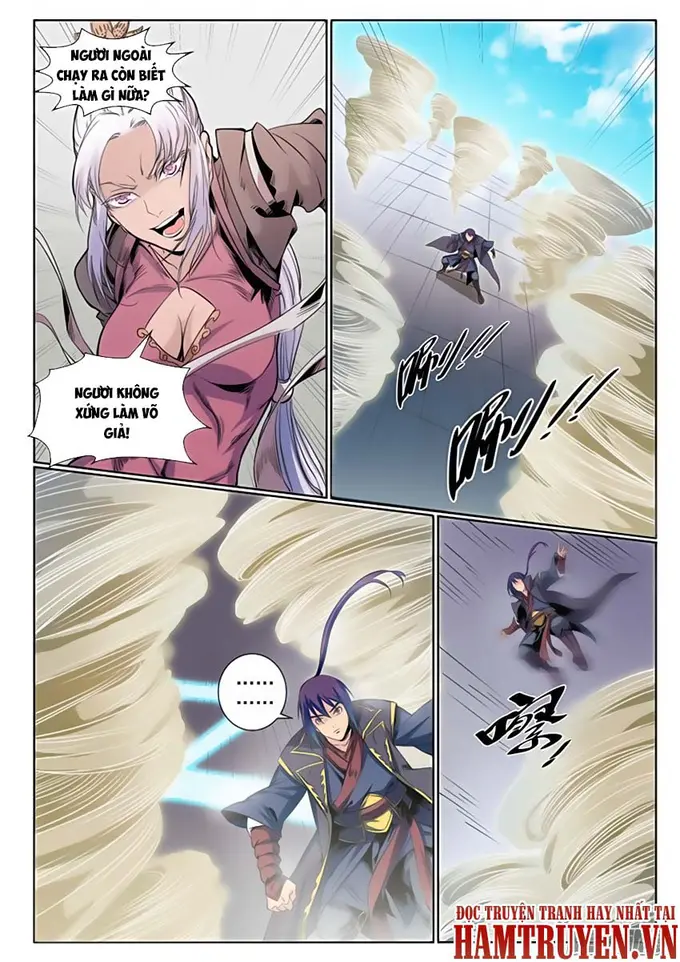 NGƯƠI NGOÀI
CHẠY RA CÒN BIẾT
LÀM GÌ NỮA?
NGƯƠI KHÔNG
XỨNG LÀM VÕ
GIẢ!
......
......
ĐỌC TRUYỆN TRANH HAY NHẤT TẠI
HAMTRUYEN.VN